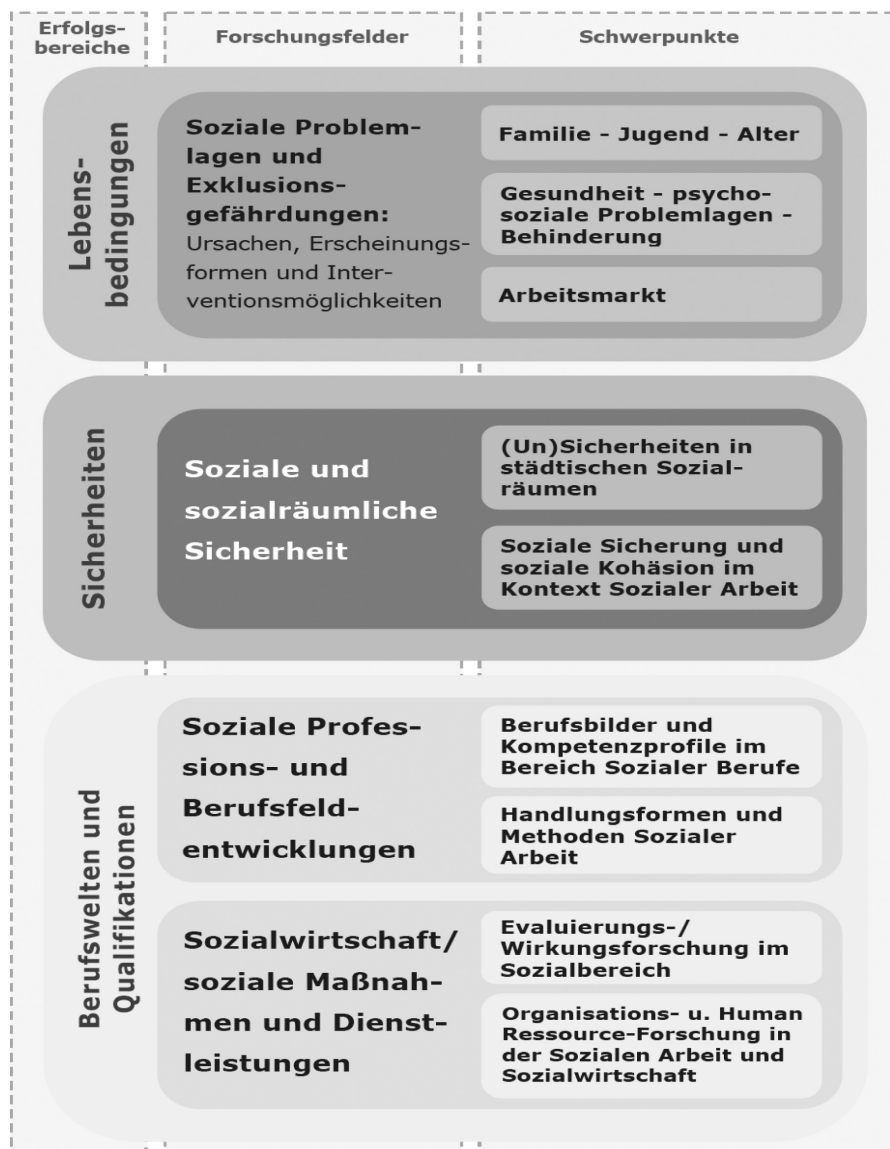 Erfolgs-
bereiche
Forschungsfelder
Schwerpunkte
Lebens-
bedingungen
Soziale Problem-
lagen und
Exklusions-
gefährdungen:
Ursachen, Erscheinungs-
formen und Inter-
ventionsmöglichkeiten
Familie - Jugend - Alter
Gesundheit - psycho-
soziale Problemlagen -
Behinderung
Arbeitsmarkt
Sicherheiten
Soziale und
sozialräumliche
Sicherheit
(Un)Sicherheiten in
städtischen Sozial-
räumen
Soziale Sicherung und
soziale Kohäsion im
Kontext Sozialer Arbeit
Berufswelten und
Qualifikationen
Soziale Profes-
sions- und
Berufsfeld-
entwicklungen
Berufsbilder und
Kompetenzprofile im
Bereich Sozialer Berufe
Handlungsformen und
Methoden Sozialer
Arbeit
Sozialwirtschaft/
soziale Maßnah-
men und Dienst-
leistungen
Evaluierungs-/
Wirkungsforschung im
Sozialbereich
Organisations- u. Human
Ressource-Forschung in
der Sozialen Arbeit und
Sozialwirtschaft